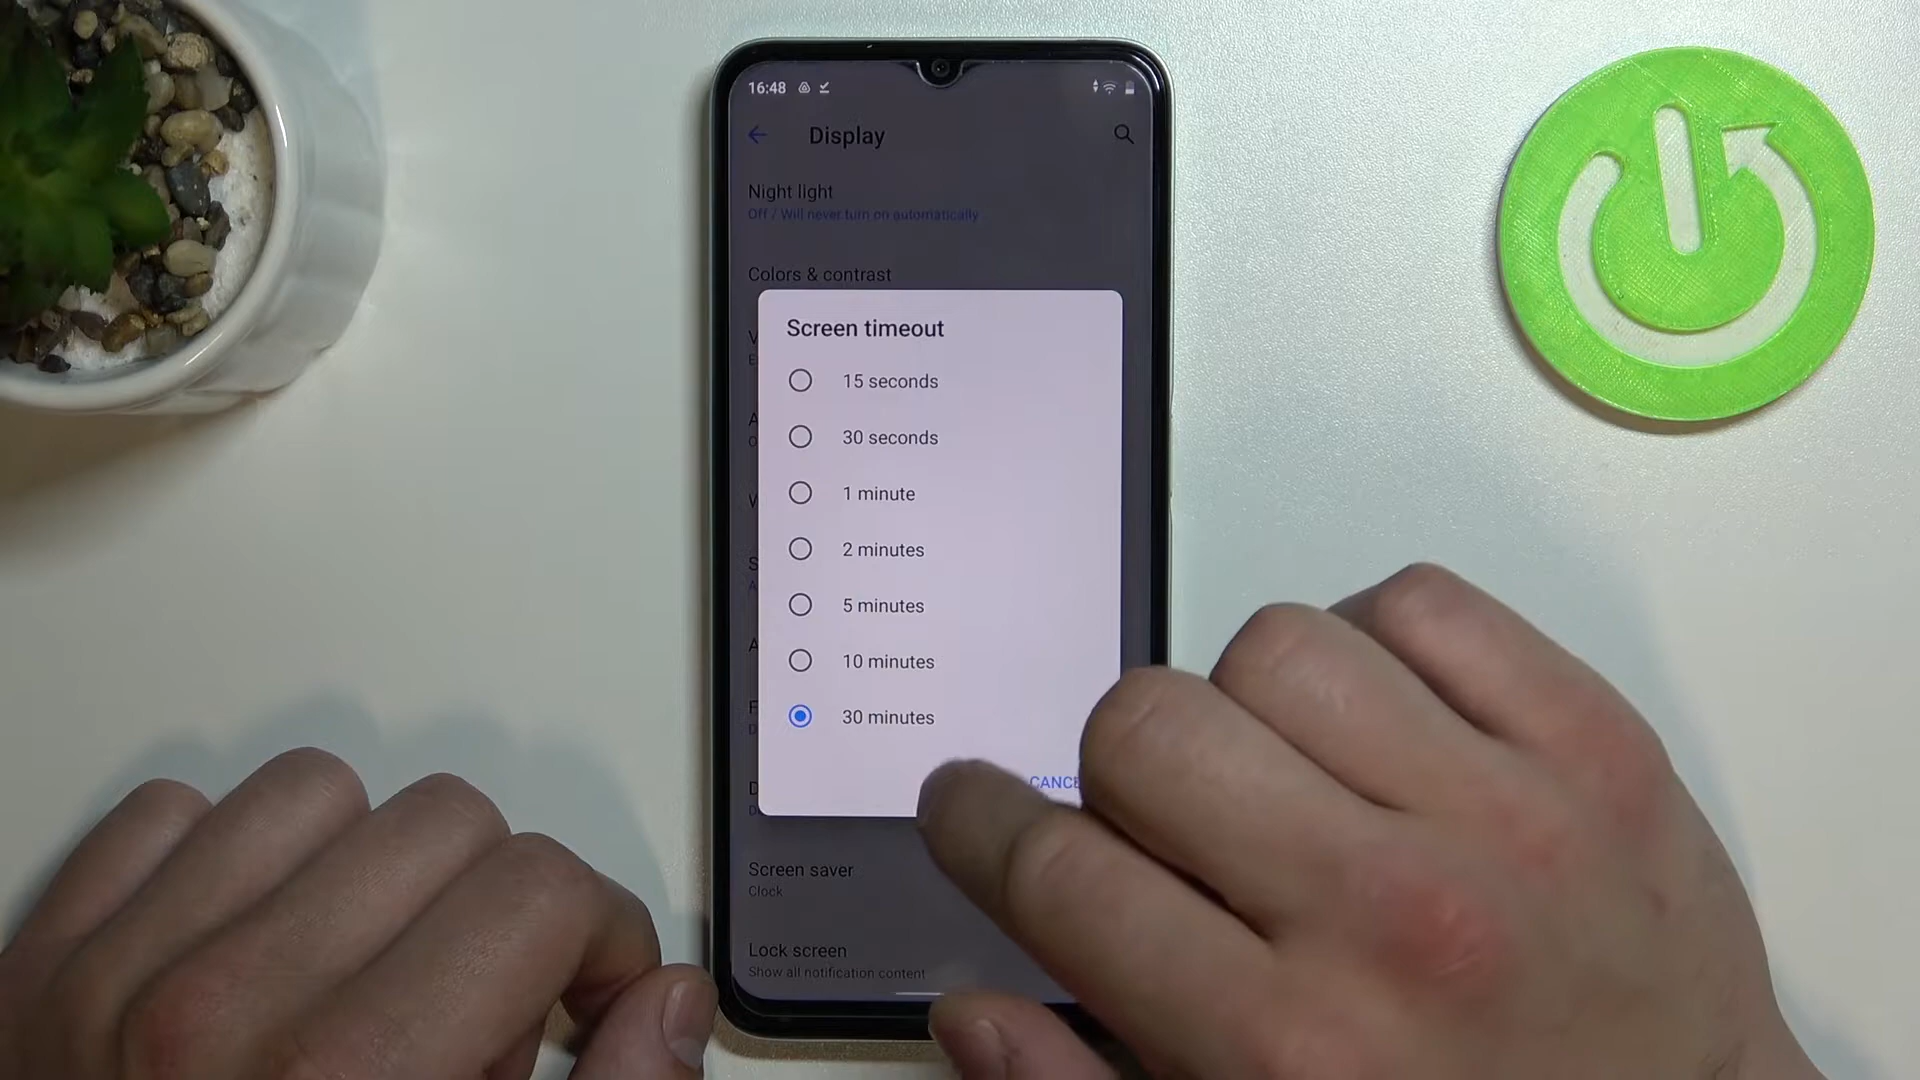 16:48
Display
Night light
Off / Will never turn on automatically
Colors & contrast
Screen timeout
15 seconds
30 seconds
1 minute
2 minutes
5 minutes
10 minutes
30 minutes
Screen saver
Clock
Lock screen
Show all notification content